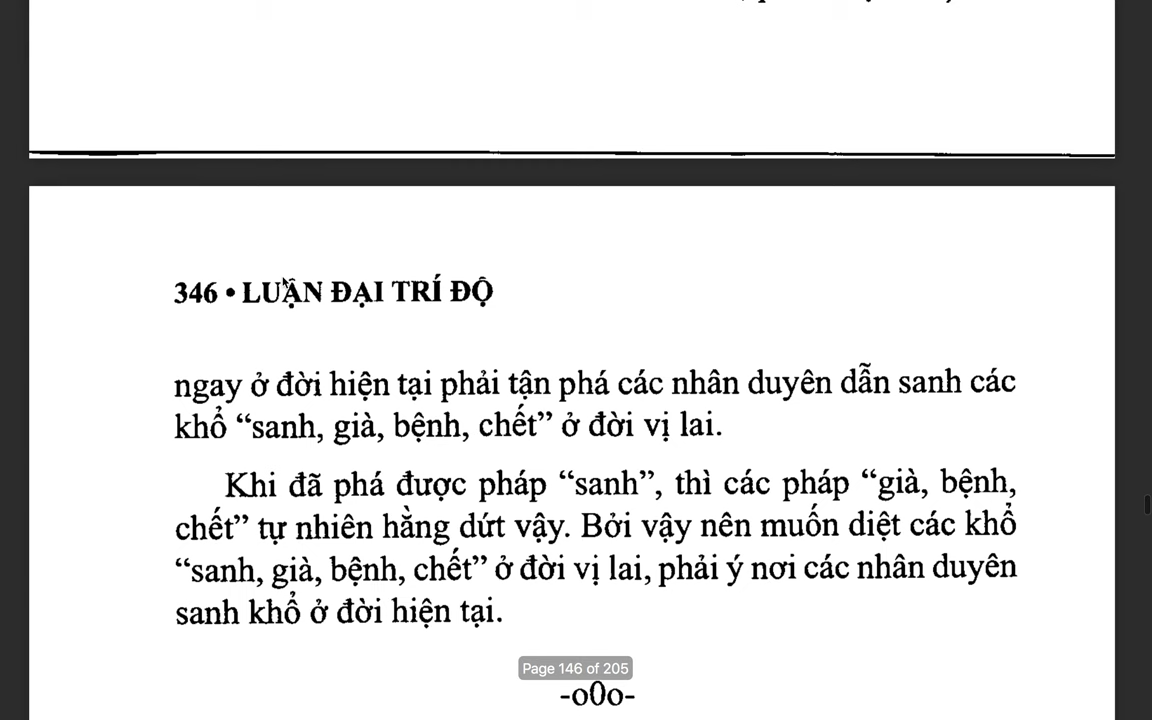 346 • LUẬN ĐẠI TRÍ ĐỘ
ngay ở đời hiện tại phải tận phá các nhân duyên dẫn sanh các
khổ “sanh, già, bệnh, chết” ở đời vị lai.
Khi đã phá được pháp “sanh”, thì các pháp “già, bệnh,
chết” tự nhiên hằng dứt vậy. Bởi vậy nên muốn diệt các khổ
“sanh, già, bệnh, chết” ở đời vị lai, phải ý nơi các nhân duyên
sanh khổ ở đời hiện tại.
Page 146 of 205
-o0o-